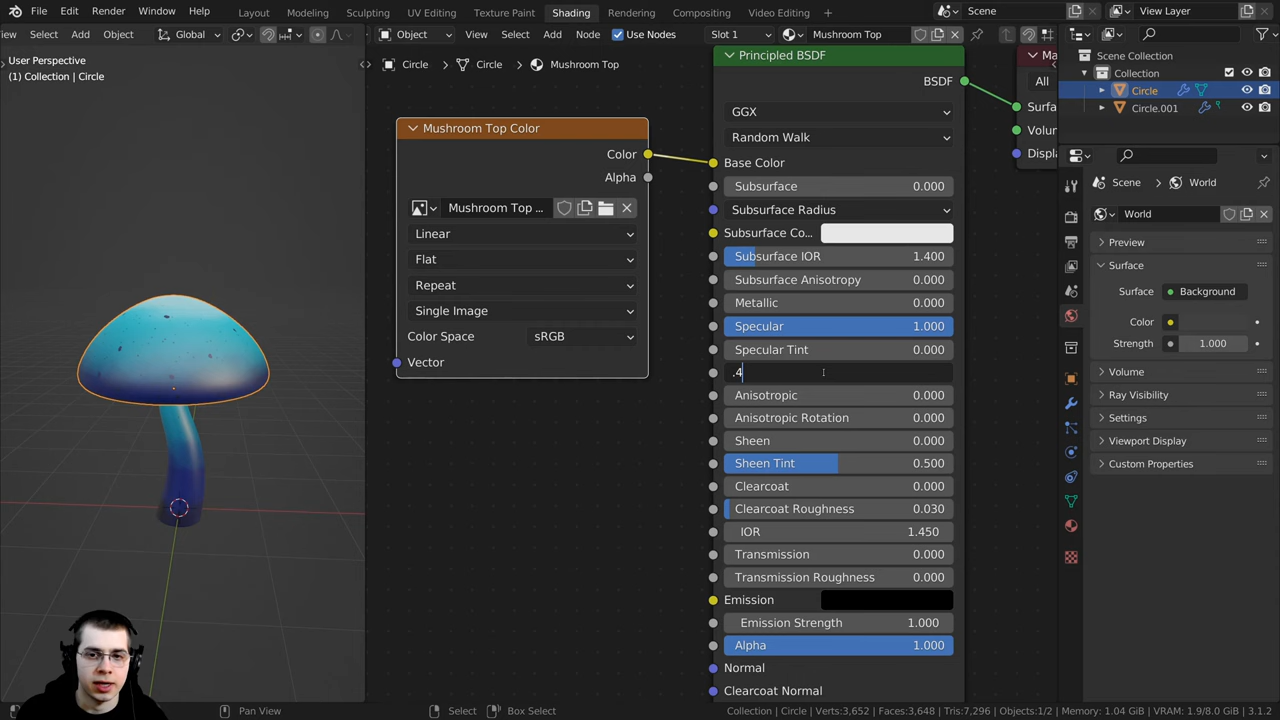 File Edit Render Window Help Layout Modeling Sculpting UV Editing Texture Paint Shading Rendering Compositing Video Editing Scene View Layer
iew Select Add Object Global Object View Select Add Node Use Nodes Slot 1 Mushroom Top
User Perspective
(1) Collection | Circle
Circle Circle Mushroom Top
Scene Collection
Collection
Circle
Circle.001
Mushroom Top Color
Color
Alpha
Mushroom Top ...
Linear
Flat
Repeat
Single Image
Color Space sRGB
Vector
Principled BSDF
BSDF
GGX
Random Walk
Base Color
Subsurface 0.000
Subsurface Radius
Subsurface Co...
Subsurface IOR 1.400
Subsurface Anisotropy 0.000
Metallic 0.000
Specular 1.000
Specular Tint 0.000
.4
Anisotropic 0.000
Anisotropic Rotation 0.000
Sheen 0.000
Sheen Tint 0.500
Clearcoat 0.000
Clearcoat Roughness 0.030
IOR 1.450
Transmission 0.000
Transmission Roughness 0.000
Emission
Emission Strength 1.000
Alpha 1.000
Normal
Clearcoat Normal
Ma
All
Surfa
Volu
Displ
Scene World
World
Preview
Surface
Surface Background
Color
Strength 1.000
Volume
Ray Visibility
Settings
Viewport Display
Custom Properties
Pan View Select Box Select Collection | Circle | Verts:3,652 | Faces:3,648 | Tris:7,296 | Objects:1/2 | Memory: 1.04 GiB | VRAM: 1.9/8.0 GiB | 3.1.2